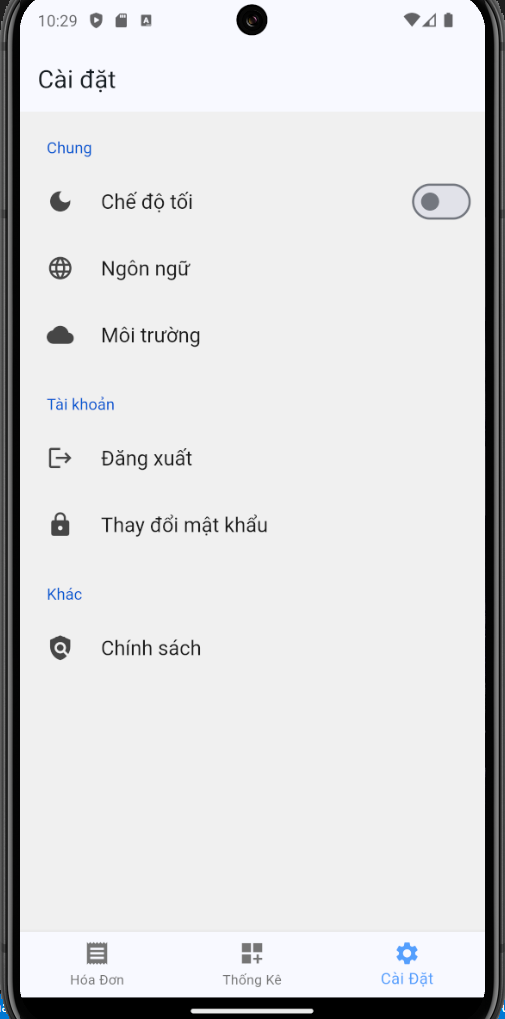 10:29
Cài đặt
Chung
Chế độ tối
Ngôn ngữ
Môi trường
Tài khoản
Đăng xuất
Thay đổi mật khẩu
Khác
Chính sách
Hóa Đơn
Thống Kê
Cài Đặt